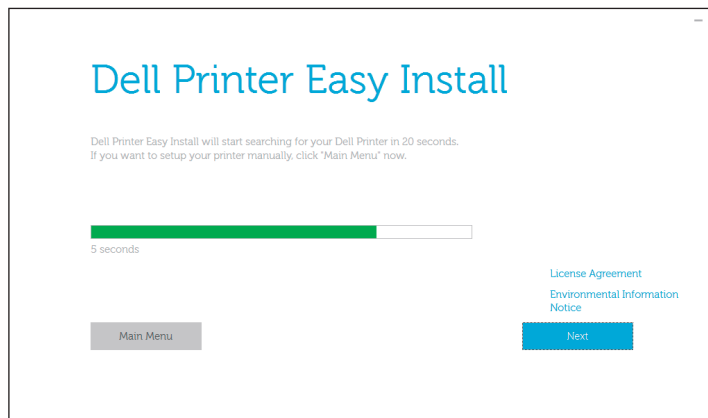 Dell Printer Easy Install
Dell Printer Easy Install will start searching for your Dell Printer in 20 seconds.
If you want to setup your printer manually, click "Main Menu" now.
5 seconds
License Agreement
Environmental Information
Notice
Main Menu
Next